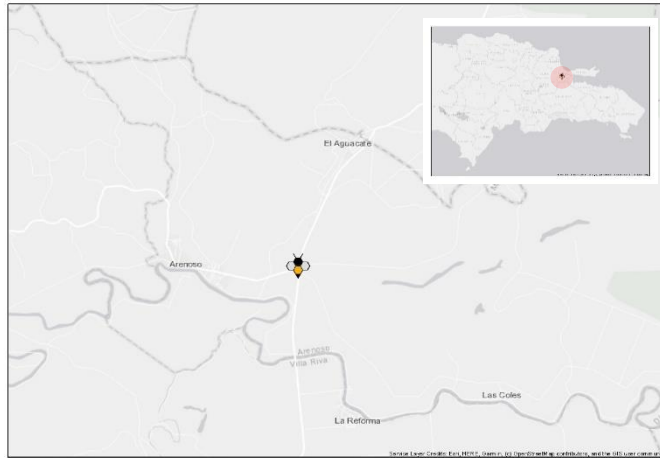 El Aguacate
Arenoso
Arenoso
Villa Riva
Las Coles
La Reforma
Service Layer Credits: Esri, HERE, Garmin, (c) OpenStreetMap contributors, and the GIS user commun